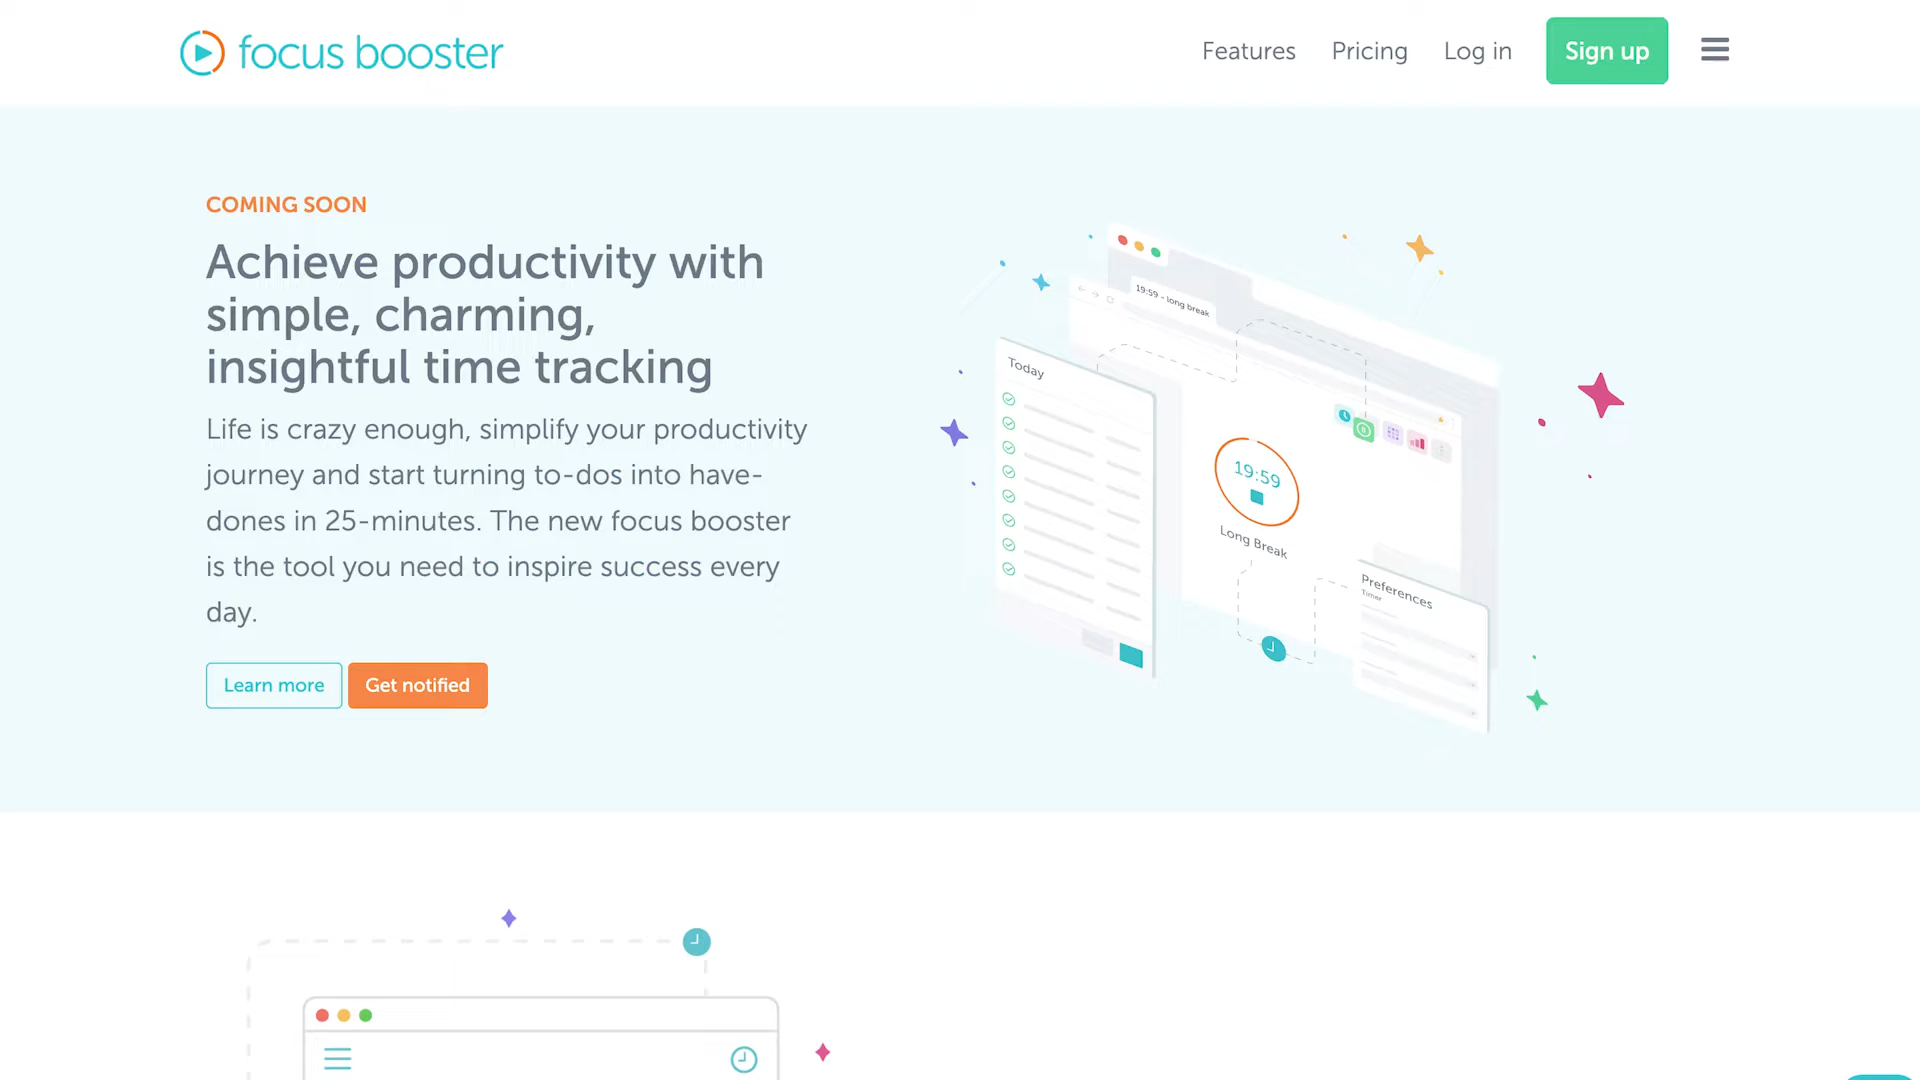 focus booster
Features
Pricing
Log in
Sign up
COMING SOON
Achieve productivity with
simple, charming,
insightful time tracking
Life is crazy enough, simplify your productivity
journey and start turning to-dos into have-
dones in 25-minutes. The new focus booster
is the tool you need to inspire success every
day.
Learn more
Get notified
19:59 - long break
Today
19:59
Long Break
Preferences
Timer